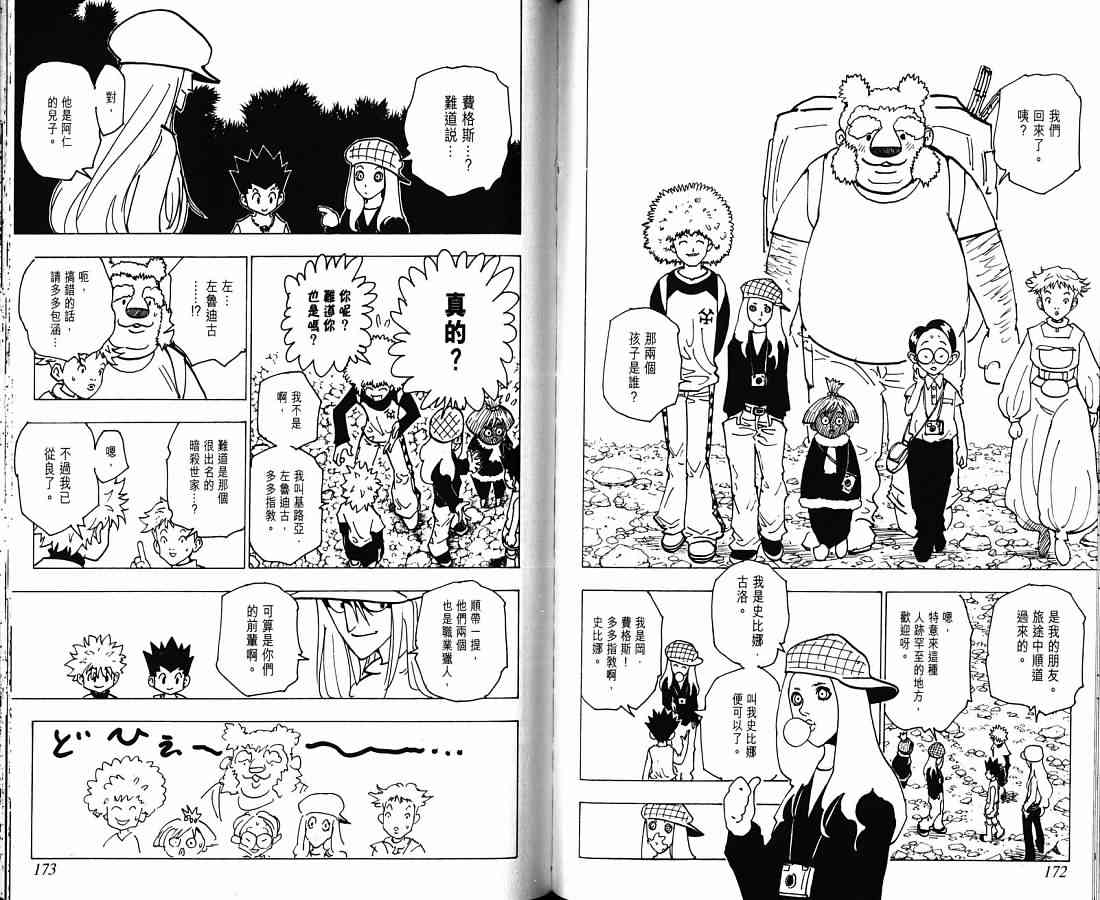 我們
回來了。
咦?
那兩個
孩子是誰?
是我的朋友。
旅途中順道
過來的。
嗯,
特意來這種
人跡罕至的地方,
歡迎呀。
我是史比娜.
古洛。
叫我史比娜
便可以了。
我是岡.
費格斯!
多多指教啊,
史比娜。
172
費格斯…?
難道說…
對,
他是阿仁
的兒子。
真的?
你呢?
難道你
也是嗎?
我不是
啊,
我叫基路亞.
左魯迪古,
多多指教。
左…
左魯迪古
……!?
呃,
搞錯的話,
請多多包涵…
難道是那個
很出名的
暗殺世家…?
嗯,
不過我已
從良了。
順帶一提,
他們兩個
也是職業獵人,
可算是你們
的前輩啊。
どひぇ~~…
173